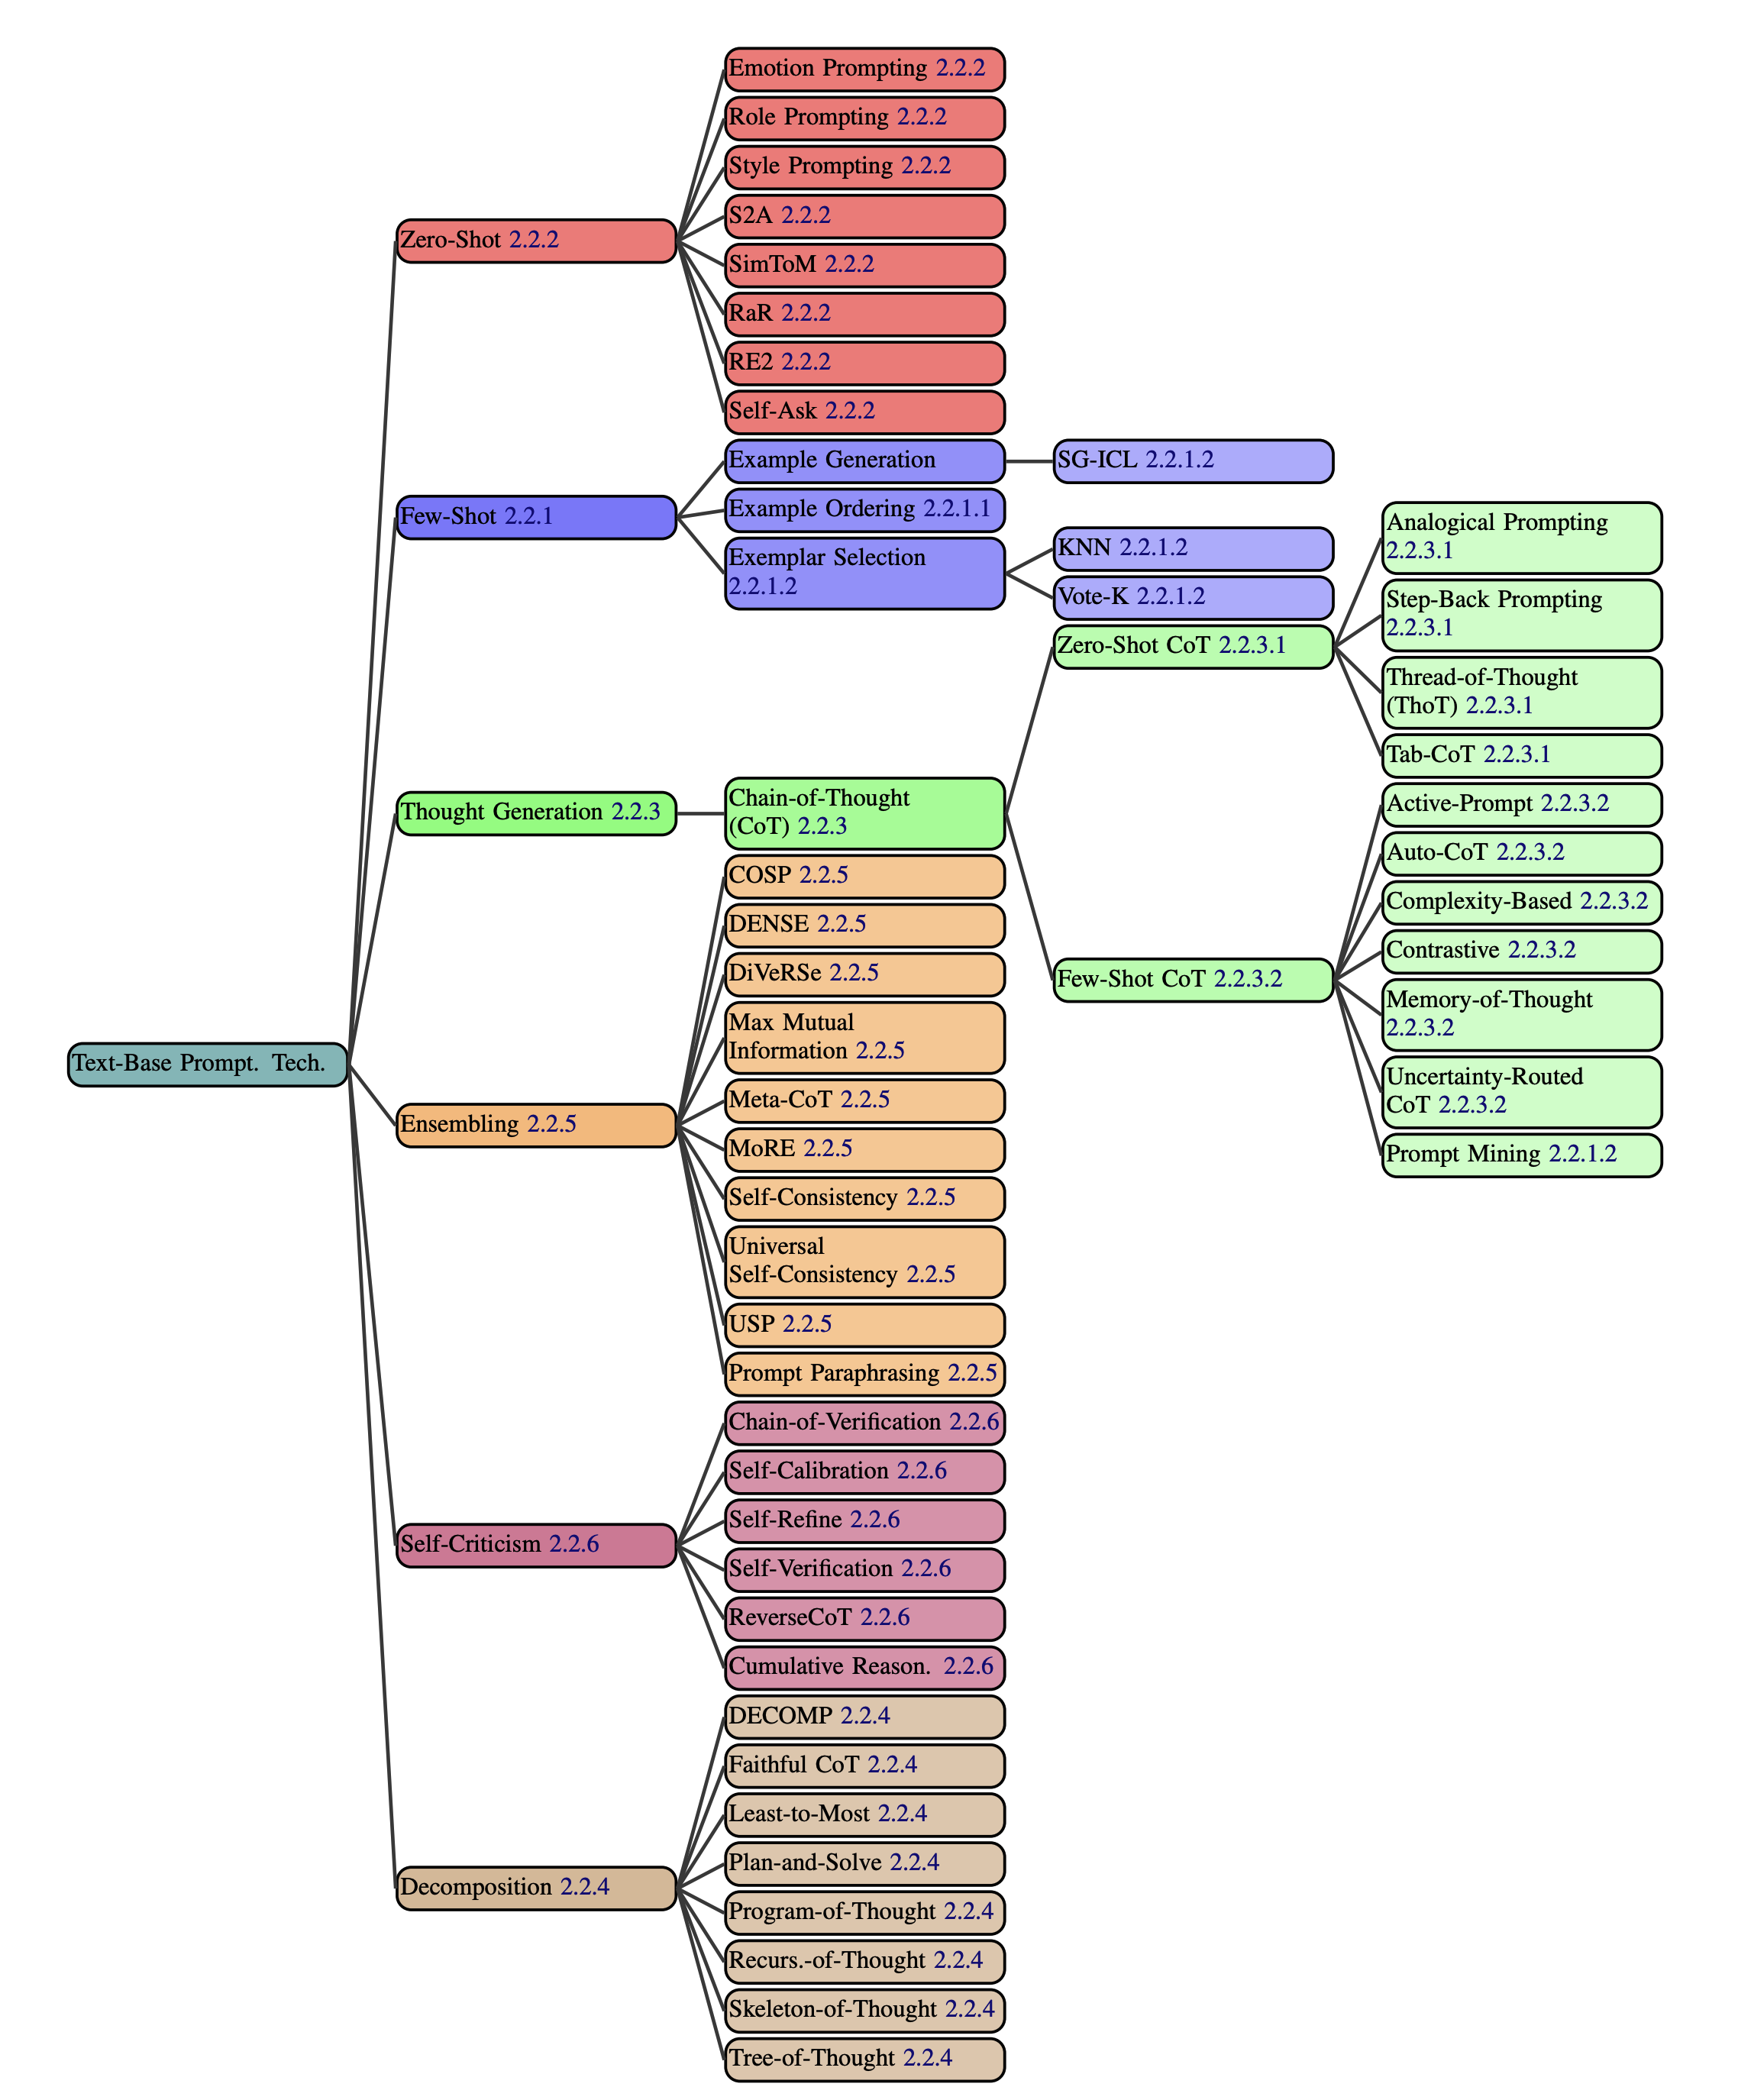 Text-Base Prompt. Tech.
Zero-Shot 2.2.2
Emotion Prompting 2.2.2
Role Prompting 2.2.2
Style Prompting 2.2.2
S2A 2.2.2
SimToM 2.2.2
RaR 2.2.2
RE2 2.2.2
Self-Ask 2.2.2
Few-Shot 2.2.1
Example Generation
SG-ICL 2.2.1.2
Example Ordering 2.2.1.1
Exemplar Selection
2.2.1.2
KNN 2.2.1.2
Vote-K 2.2.1.2
Thought Generation 2.2.3
Chain-of-Thought
(CoT) 2.2.3
Zero-Shot CoT 2.2.3.1
Analogical Prompting
2.2.3.1
Step-Back Prompting
2.2.3.1
Thread-of-Thought
(ThoT) 2.2.3.1
Tab-CoT 2.2.3.1
Few-Shot CoT 2.2.3.2
Active-Prompt 2.2.3.2
Auto-CoT 2.2.3.2
Complexity-Based 2.2.3.2
Contrastive 2.2.3.2
Memory-of-Thought
2.2.3.2
Uncertainty-Routed
CoT 2.2.3.2
Prompt Mining 2.2.1.2
Ensembling 2.2.5
COSP 2.2.5
DENSE 2.2.5
DiVeRSe 2.2.5
Max Mutual
Information 2.2.5
Meta-CoT 2.2.5
MoRE 2.2.5
Self-Consistency 2.2.5
Universal
Self-Consistency 2.2.5
USP 2.2.5
Prompt Paraphrasing 2.2.5
Self-Criticism 2.2.6
Chain-of-Verification 2.2.6
Self-Calibration 2.2.6
Self-Refine 2.2.6
Self-Verification 2.2.6
ReverseCoT 2.2.6
Cumulative Reason. 2.2.6
Decomposition 2.2.4
DECOMP 2.2.4
Faithful CoT 2.2.4
Least-to-Most 2.2.4
Plan-and-Solve 2.2.4
Program-of-Thought 2.2.4
Recurs.-of-Thought 2.2.4
Skeleton-of-Thought 2.2.4
Tree-of-Thought 2.2.4